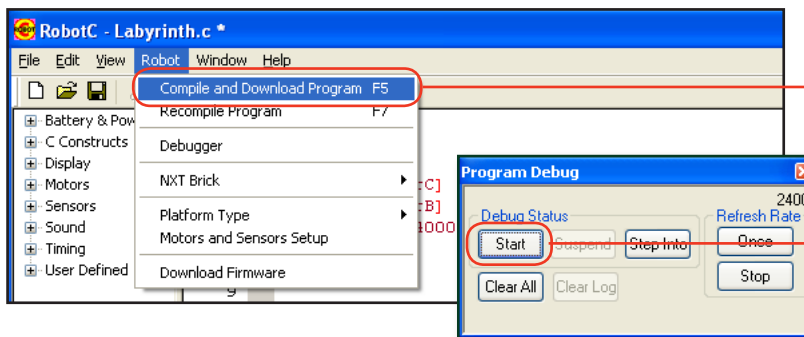 RobotC - Labyrinth.c *
File Edit View Robot Window Help
Compile and Download Program F5
Recompile Program F7
Debugger
NXT Brick
Platform Type
Motors and Sensors Setup
Download Firmware
Battery & Pow
C Constructs
Display
Motors
Sensors
Sound
Timing
User Defined
C]
B]
4000
9
Program Debug
2400
Debug Status
Refresh Rate
Start Suspend Step Into Once
Clear All Clear Log Stop